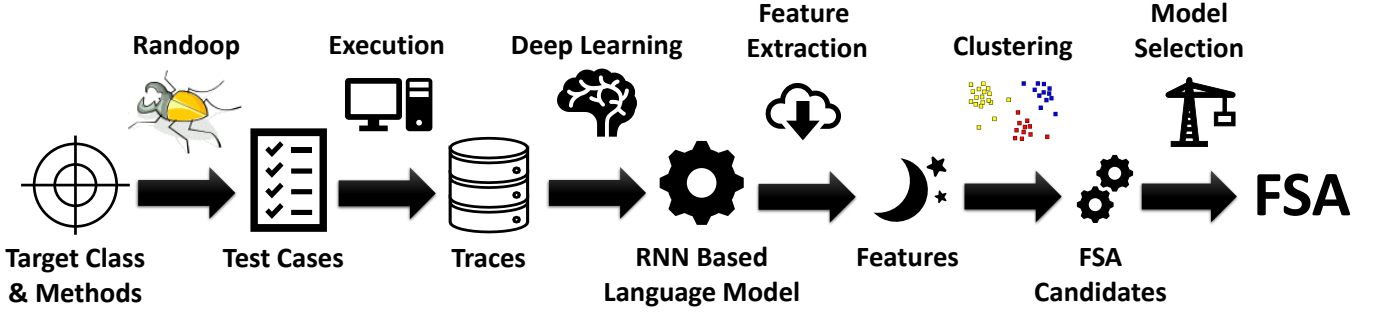 Randoop
Execution
Deep Learning
Feature
Extraction
Clustering
Model
Selection
FSA
Target Class
& Methods
Test Cases
Traces
RNN Based
Language Model
Features
FSA
Candidates